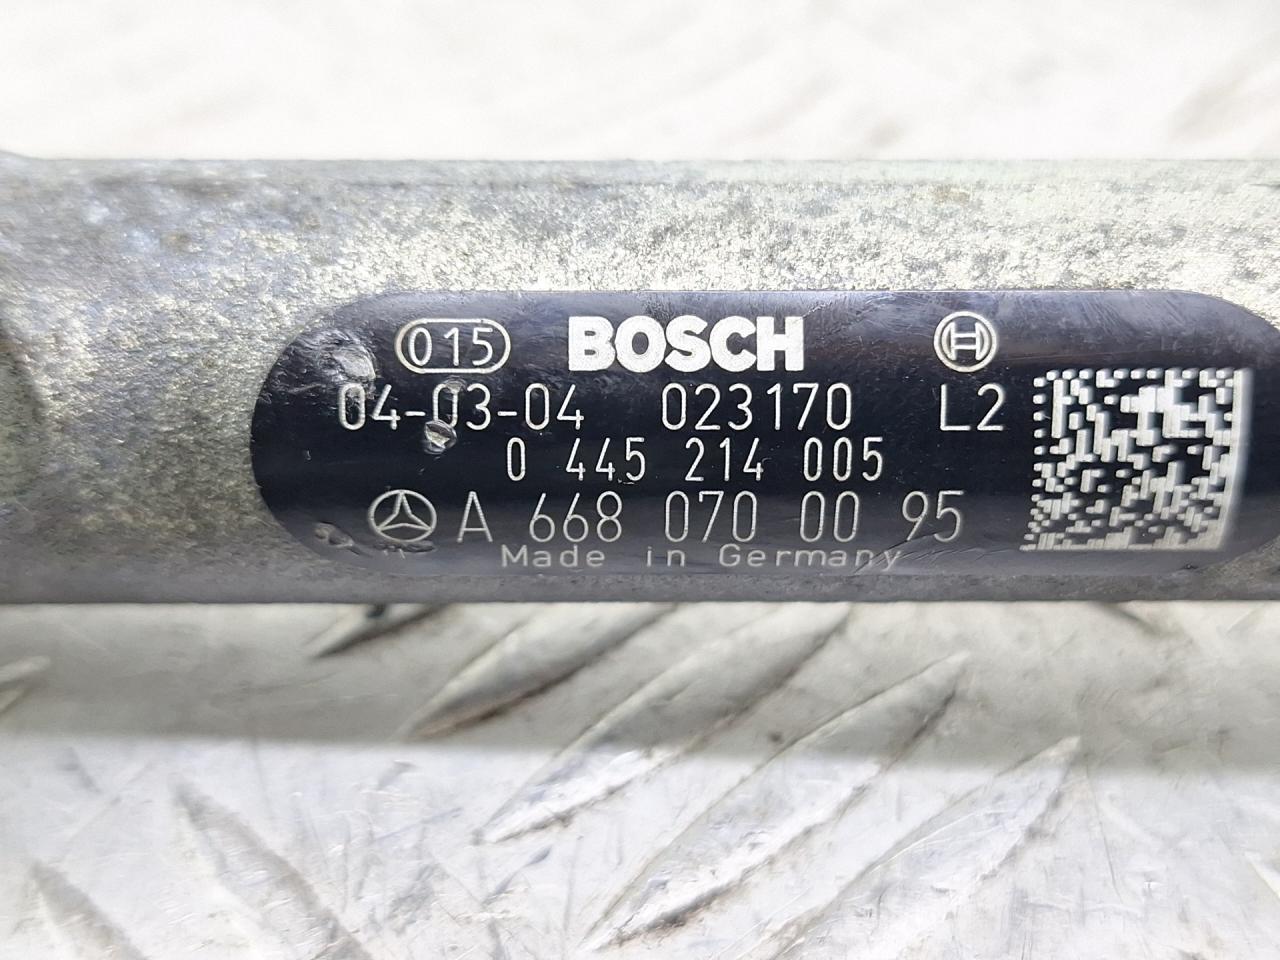 015 BOSCH
04-03-04 023170 L2
0 445 214 005
A 668 070 00 95
Made in Germany